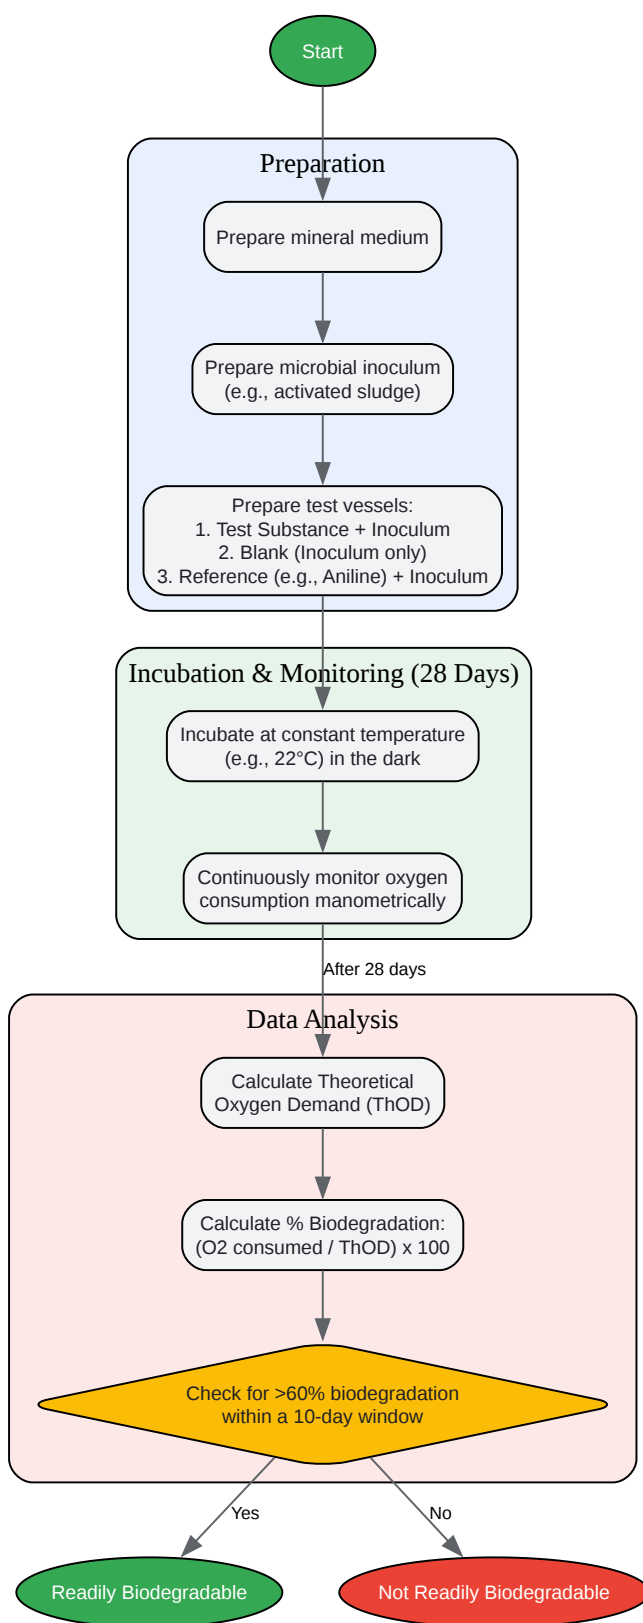 Start
Preparation
Prepare mineral medium
Prepare microbial inoculum
(e.g., activated sludge)
Prepare test vessels:
1. Test Substance + Inoculum
2. Blank (Inoculum only)
3. Reference (e.g., Aniline) + Inoculum
Incubation & Monitoring (28 Days)
Incubate at constant temperature
(e.g., 22°C) in the dark
Continuously monitor oxygen
consumption manometrically
After 28 days
Data Analysis
Calculate Theoretical
Oxygen Demand (ThOD)
Calculate % Biodegradation:
(O2 consumed / ThOD) x 100
Check for >60% biodegradation
within a 10-day window
Yes
No
Readily Biodegradable
Not Readily Biodegradable